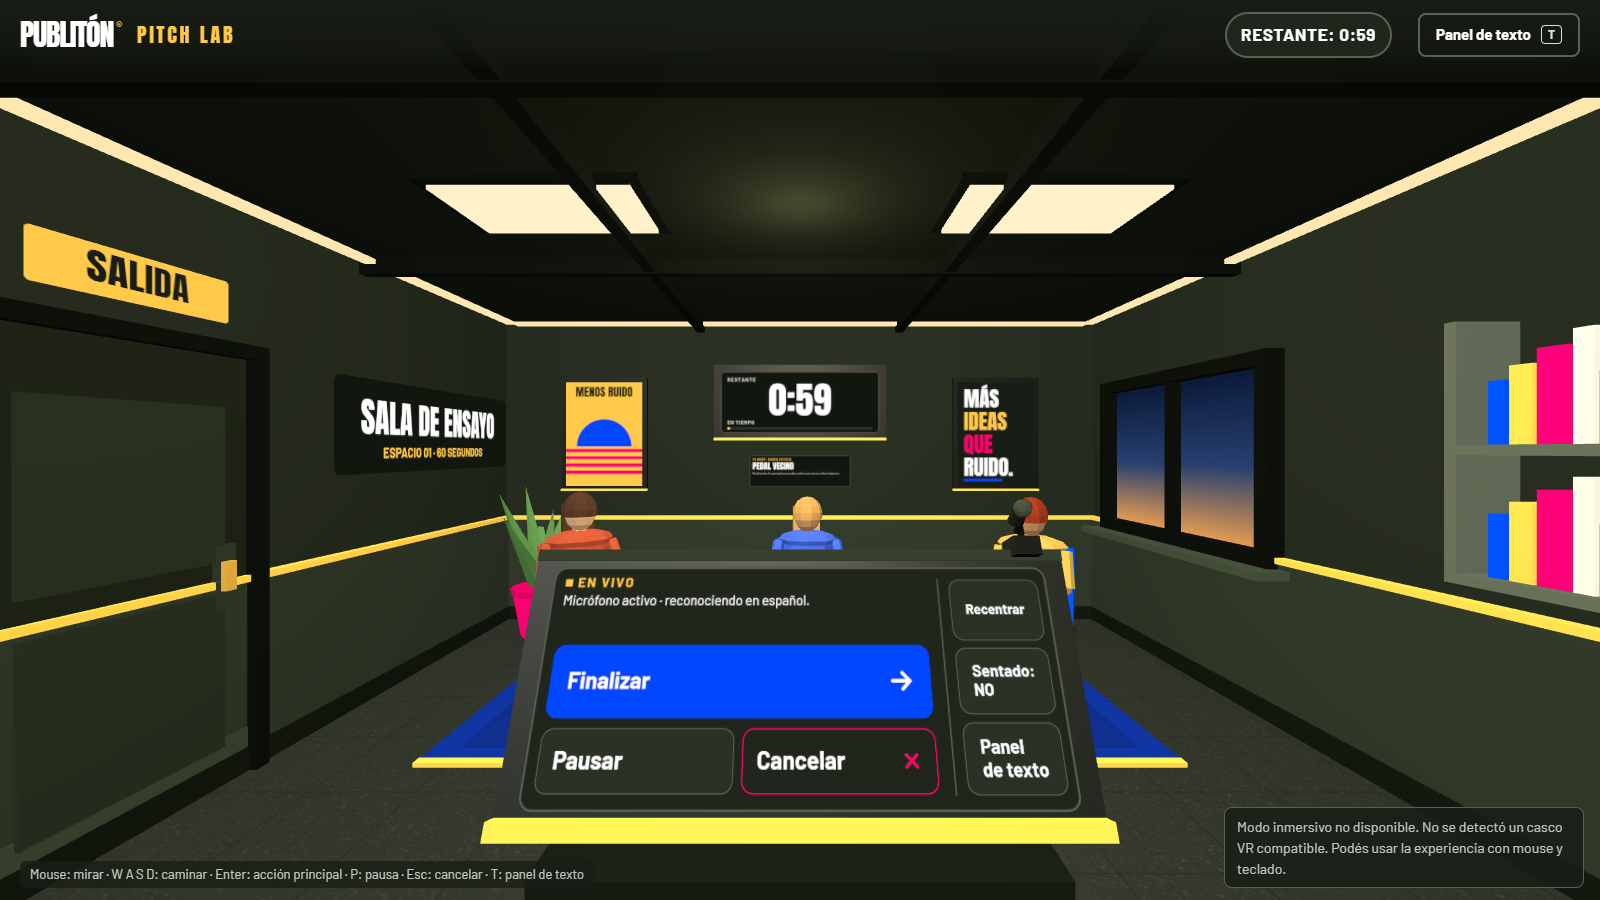 PUBLITÓN PITCH LAB
RESTANTE: 0:59
Panel de texto T
SALIDA
SALA DE ENSAYO
ESPACIO 01 · 60 SEGUNDOS
MENOS RUIDO
RESTANTE
0:59
EN TIEMPO
PEDAL VECINO
MÁS
IDEAS
QUE
RUIDO.
EN VIVO
Micrófono activo · reconociendo en español.
Finalizar
Pausar
Cancelar
Recentrar
Sentado:
NO
Panel
de texto
Modo inmersivo no disponible. No se detectó un casco
VR compatible. Podés usar la experiencia con mouse y
teclado.
Mouse: mirar · W A S D: caminar · Enter: acción principal · P: pausa · Esc: cancelar · T: panel de texto